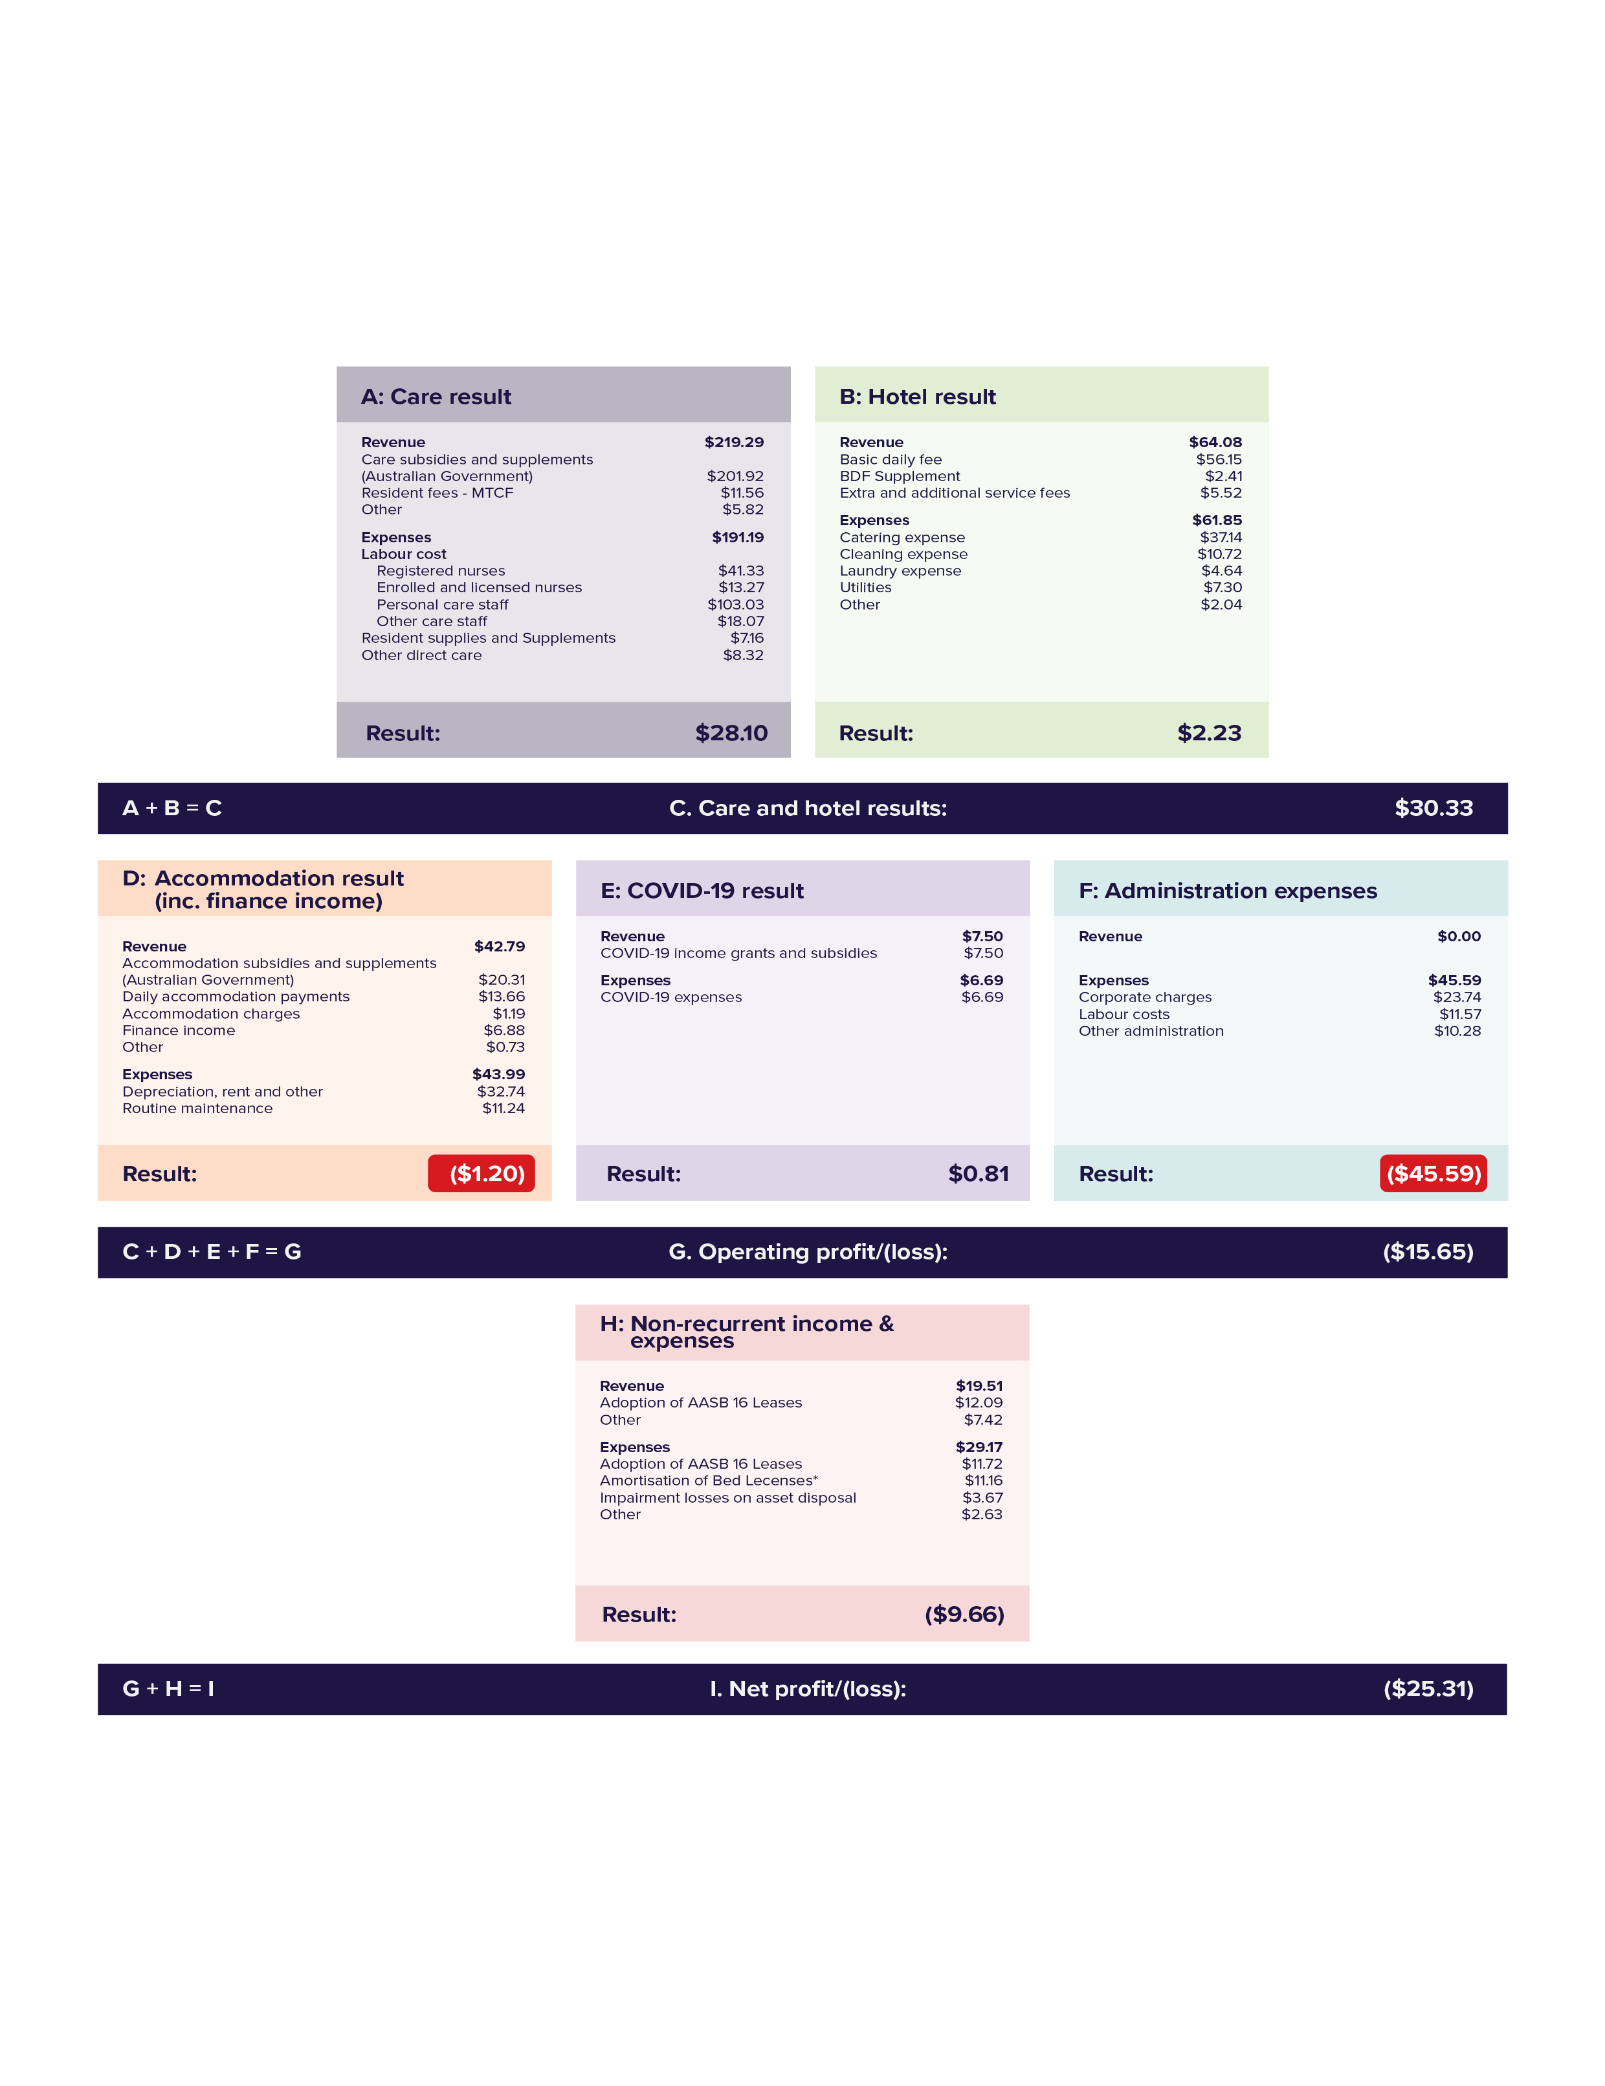 A: Care result
Revenue $219.29
Care subsidies and supplements
(Australian Government) $201.92
Resident fees - MTCF $11.56
Other $5.82
Expenses $191.19
Labour cost
Registered nurses $41.33
Enrolled and licensed nurses $13.27
Personal care staff $103.03
Other care staff $18.07
Resident supplies and Supplements $7.16
Other direct care $8.32
Result: $28.10
B: Hotel result
Revenue $64.08
Basic daily fee $56.15
BDF Supplement $2.41
Extra and additional service fees $5.52
Expenses $61.85
Catering expense $37.14
Cleaning expense $10.72
Laundry expense $4.64
Utilities $7.30
Other $2.04
Result: $2.23
A + B = C C. Care and hotel results: $30.33
D: Accommodation result
(inc. finance income)
Revenue $42.79
Accommodation subsidies and supplements
(Australian Government) $20.31
Daily accommodation payments $13.66
Accommodation charges $1.19
Finance income $6.88
Other $0.73
Expenses $43.99
Depreciation, rent and other $32.74
Routine maintenance $11.24
Result: ($1.20)
E: COVID-19 result
Revenue $7.50
COVID-19 income grants and subsidies $7.50
Expenses $6.69
COVID-19 expenses $6.69
Result: $0.81
F: Administration expenses
Revenue $0.00
Expenses $45.59
Corporate charges $23.74
Labour costs $11.57
Other administration $10.28
Result: ($45.59)
C + D + E + F = G G. Operating profit/(loss): ($15.65)
H: Non-recurrent income &
expenses
Revenue $19.51
Adoption of AASB 16 Leases $12.09
Other $7.42
Expenses $29.17
Adoption of AASB 16 Leases $11.72
Amortisation of Bed Lecenses* $11.16
Impairment losses on asset disposal $3.67
Other $2.63
Result: ($9.66)
G + H = I I. Net profit/(loss): ($25.31)